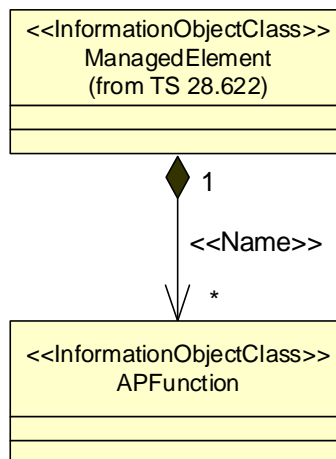 <<InformationObjectClass>>
ManagedElement
(from TS 28.622)
1
<<Name>>
*
<<InformationObjectClass>>
APFunction